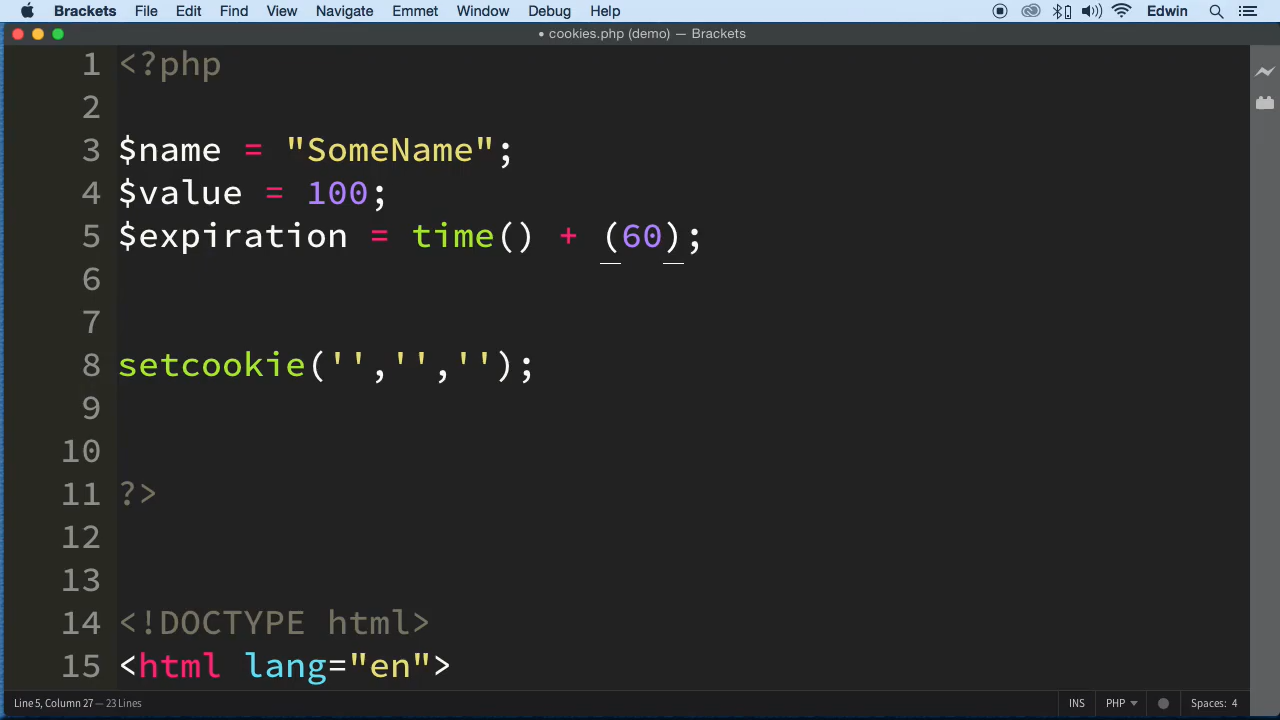 Brackets File Edit Find View Navigate Emmet Window Debug Help Edwin
• cookies.php (demo) — Brackets
1 <?php
2
3 $name = "SomeName";
4 $value = 100;
5 $expiration = time() + (60);
6
7
8 setcookie('','','');
9
10
11 ?>
12
13
14 <!DOCTYPE html>
15 <html lang="en">
Line 5, Column 27 — 23 Lines INS PHP Spaces: 4